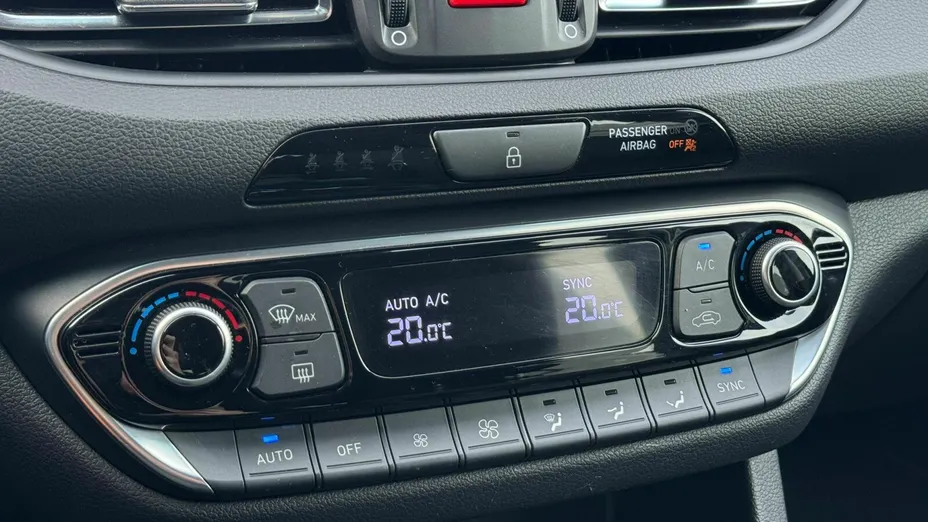 PASSENGER ON
AIRBAG OFF
MAX
AUTO A/C
20.0°C
SYNC
20.0°C
A/C
AUTO
OFF
SYNC